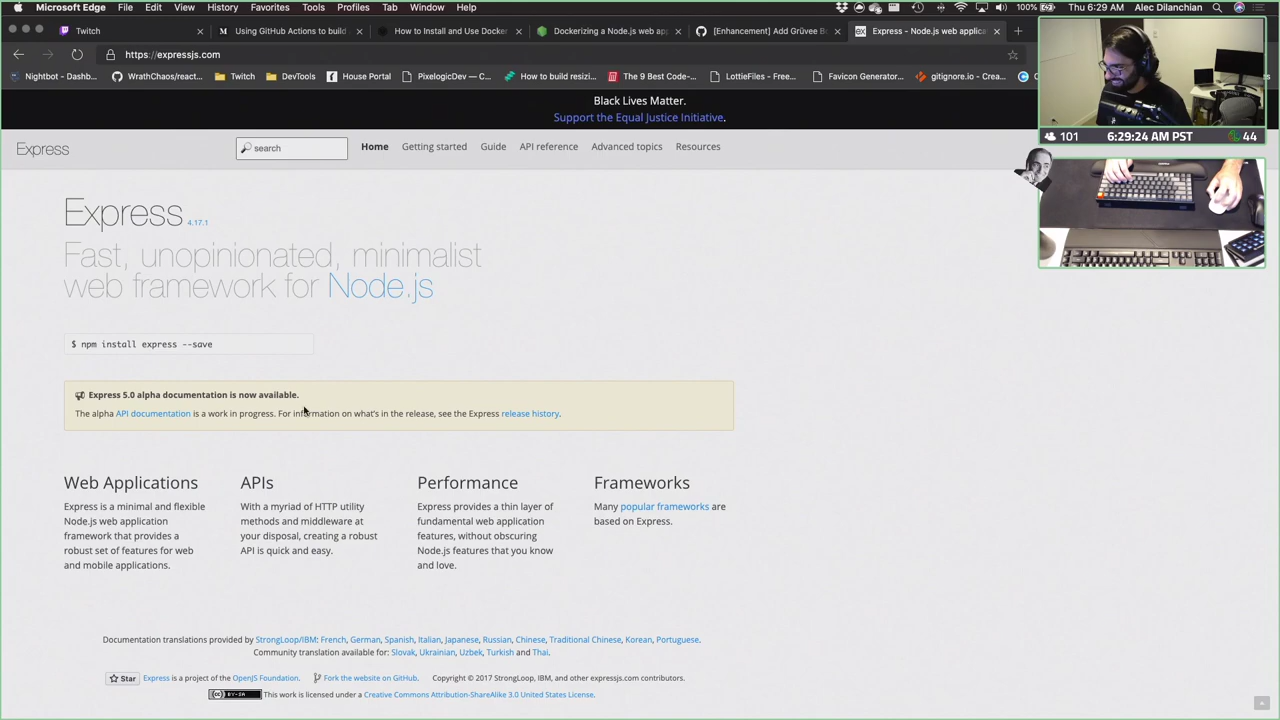 Microsoft Edge File Edit View History Favorites Tools Profiles Tab Window Help 100% Thu 6:29 AM Alec Dilanchian
Twitch
Using GitHub Actions to build
How to Install and Use Docker
Dockerizing a Node.js web ap
[Enhancement] Add Grüvee B
Express - Node.js web applica
https://expressjs.com
Nightbot - Dashb...
WrathChaos/react...
Twitch
DevTools
House Portal
PixelogicDev — C...
How to build resizi...
The 9 Best Code-...
LottieFiles — Free...
Favicon Generator...
gitignore.io - Crea...
101 6:29:24 AM PST 44
Black Lives Matter.
Support the Equal Justice Initiative.
Express
search
Home Getting started Guide API reference Advanced topics Resources
Express 4.17.1
Fast, unopinionated, minimalist
web framework for Node.js
$ npm install express --save
Express 5.0 alpha documentation is now available.
The alpha API documentation is a work in progress. For information on what's in the release, see the Express release history.
Web Applications
Express is a minimal and flexible
Node.js web application
framework that provides a
robust set of features for web
and mobile applications.
APIs
With a myriad of HTTP utility
methods and middleware at
your disposal, creating a robust
API is quick and easy.
Performance
Express provides a thin layer of
fundamental web application
features, without obscuring
Node.js features that you know
and love.
Frameworks
Many popular frameworks are
based on Express.
Documentation translations provided by StrongLoop/IBM: French, German, Spanish, Italian, Japanese, Russian, Chinese, Traditional Chinese, Korean, Portuguese.
Community translation available for: Slovak, Ukrainian, Uzbek, Turkish and Thai.
Star Express is a project of the OpenJS Foundation. Fork the website on GitHub. Copyright © 2017 StrongLoop, IBM, and other expressjs.com contributors.
BY-SA This work is licensed under a Creative Commons Attribution-ShareAlike 3.0 United States License.